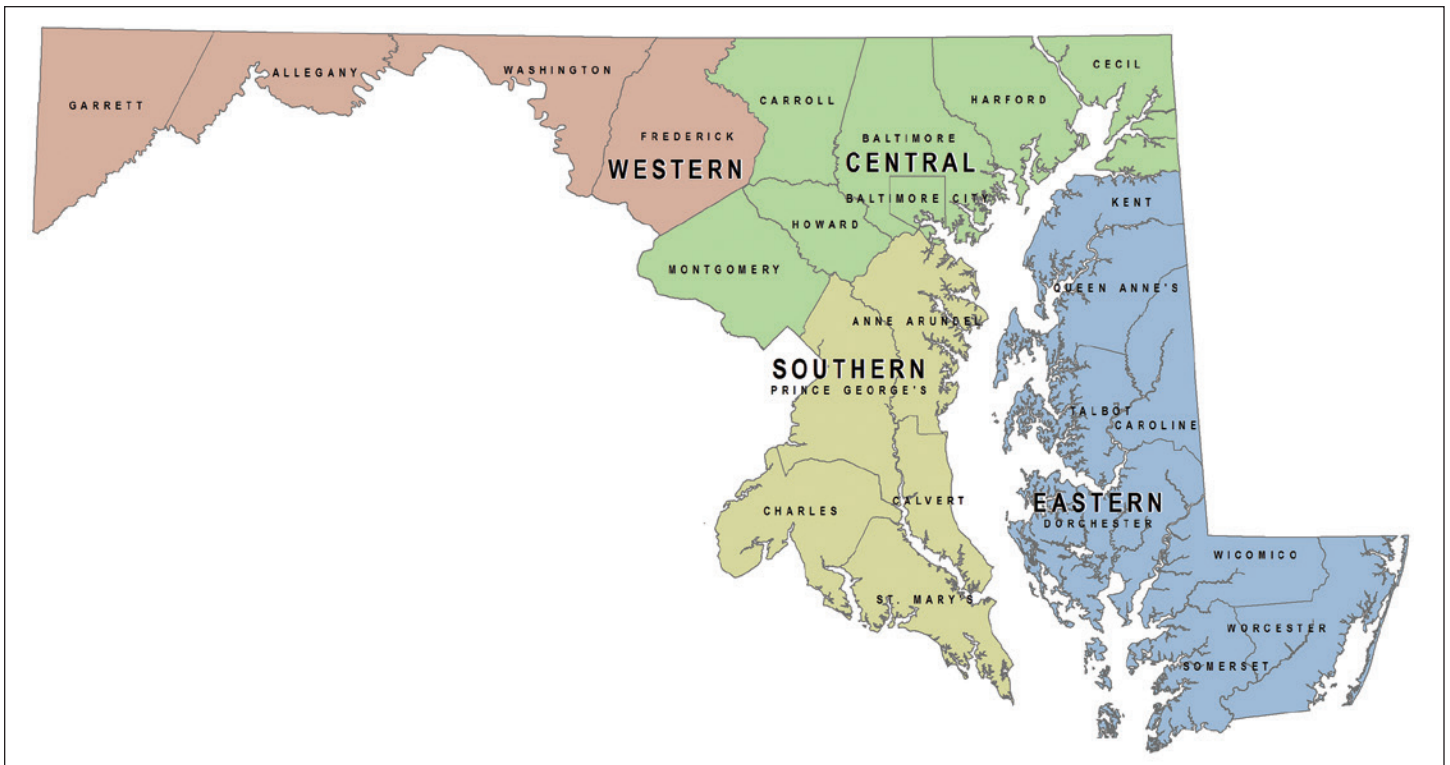 GARRETT
ALLEGANY
WASHINGTON
FREDERICK
WESTERN
CARROLL
BALTIMORE
CENTRAL
BALTIMORE CITY
HARFORD
CECIL
HOWARD
MONTGOMERY
KENT
QUEEN ANNE'S
ANNE ARUNDEL
SOUTHERN
PRINCE GEORGE'S
TALBOT
CAROLINE
CHARLES
CALVERT
EASTERN
DORCHESTER
ST. MARY'S
WICOMICO
WORCESTER
SOMERSET